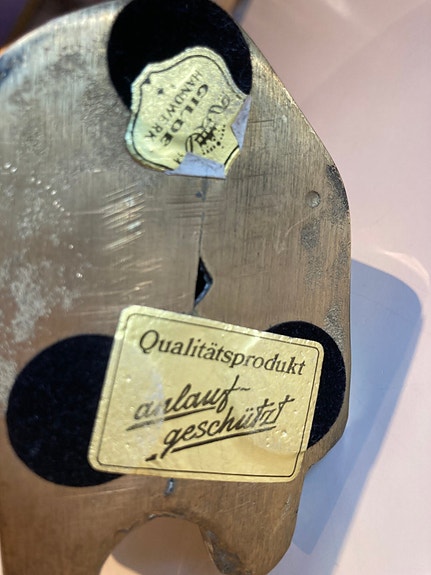 GILDE
HANDWERK
Qualitätsprodukt
anlauf-
geschützt